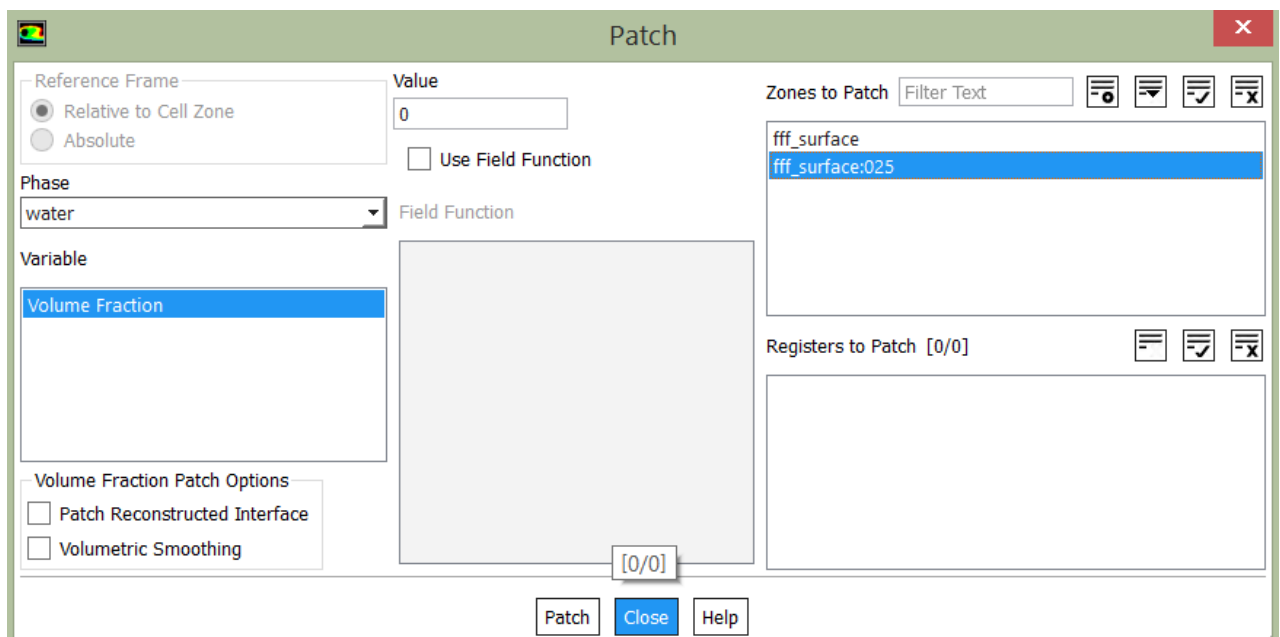 Patch
Reference Frame
Relative to Cell Zone
Absolute
Phase
water
Variable
Volume Fraction
Volume Fraction Patch Options
Patch Reconstructed Interface
Volumetric Smoothing
Value
0
Use Field Function
Field Function
[0/0]
Zones to Patch Filter Text
fff_surface
fff_surface:025
Registers to Patch [0/0]
Patch Close Help